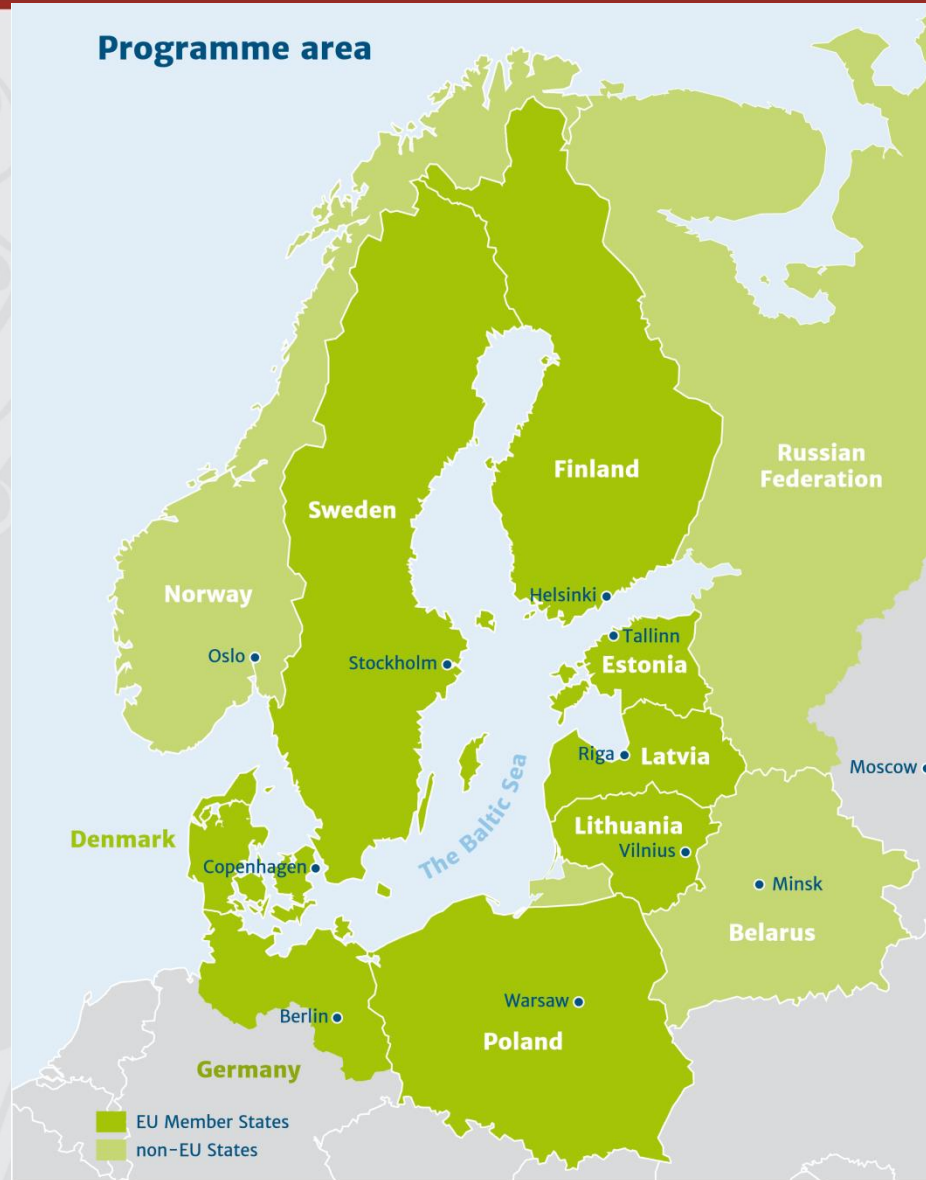 Programme area
Finland
Russian
Federation
Sweden
Norway
Helsinki
Tallinn
Oslo
Stockholm
Estonia
Riga
Latvia
Moscow
The Baltic Sea
Lithuania
Denmark
Vilnius
Copenhagen
Minsk
Belarus
Warsaw
Berlin
Poland
Germany
EU Member States
non-EU States